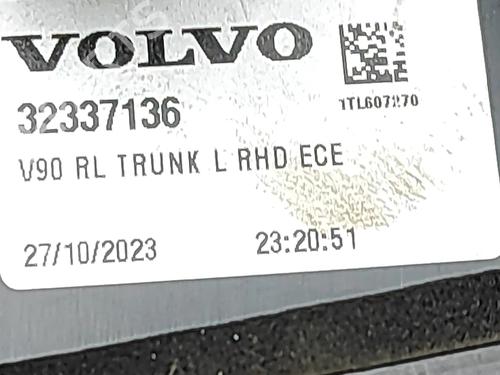 VOLVO
1TL607270
32337136
V90 RL TRUNK L RHD ECE
27/10/2023 23:20:51